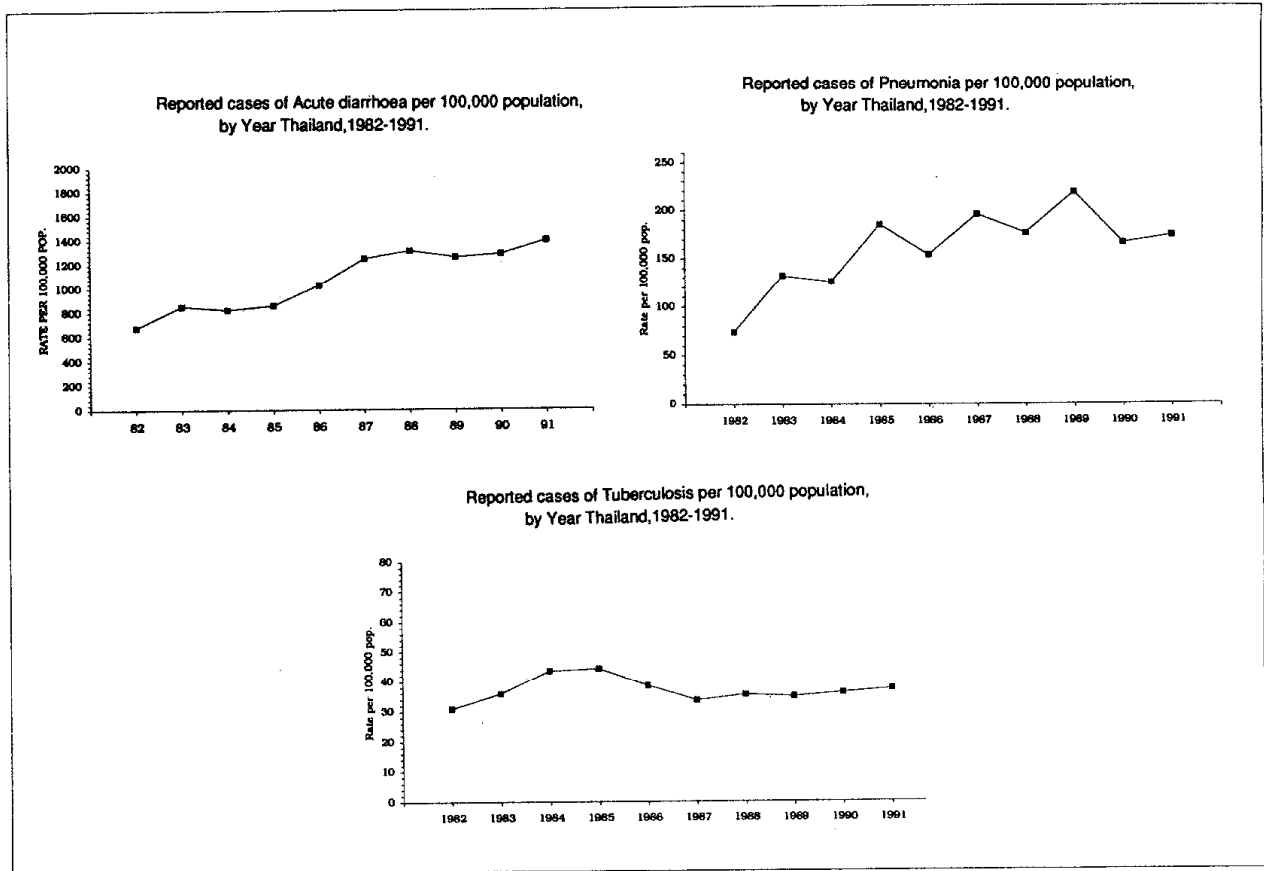 Reported cases of Acute diarrhoea per 100,000 population,
by Year Thailand,1982-1991.
RATE PER 100,000 POP.
2000
1800
1600
1400
1200
1000
800
600
400
200
0
82 83 84 85 86 87 88 89 90 91
Reported cases of Pneumonia per 100,000 population,
by Year Thailand,1982-1991.
Rate per 100,000 pop.
250
200
150
100
50
0
1982 1983 1984 1985 1986 1987 1988 1989 1990 1991
Reported cases of Tuberculosis per 100,000 population,
by Year Thailand,1982-1991.
Rate per 100,000 pop.
80
70
60
50
40
30
20
10
0
1982 1983 1984 1985 1986 1987 1988 1989 1990 1991